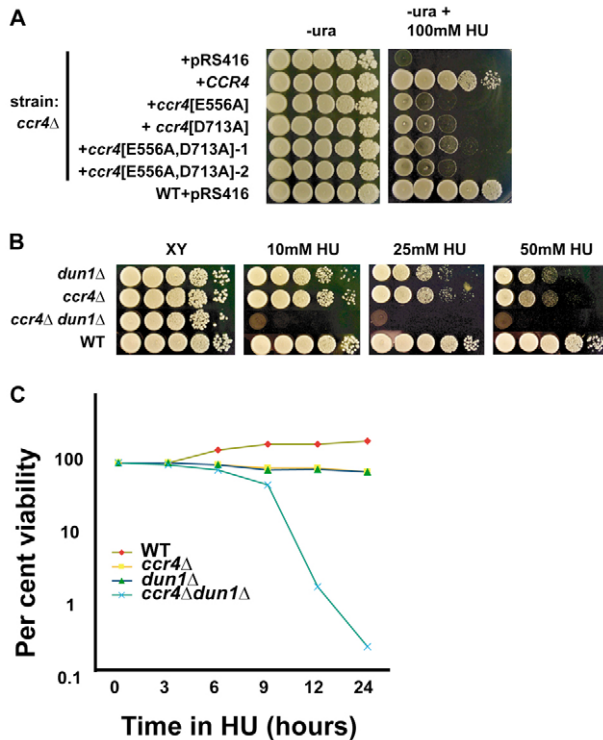 A
-ura
-ura +
100mM HU
strain:
ccr4Δ
+pRS416
+CCR4
+ccr4[E556A]
+ ccr4[D713A]
+ccr4[E556A,D713A]-1
+ccr4[E556A,D713A]-2
WT+pRS416
B
XY
10mM HU
25mM HU
50mM HU
dun1Δ
ccr4Δ
ccr4Δ dun1Δ
WT
C
Per cent viability
100
10
1
0.1
WT
ccr4Δ
dun1Δ
ccr4Δdun1Δ
0
3
6
9
12
24
Time in HU (hours)